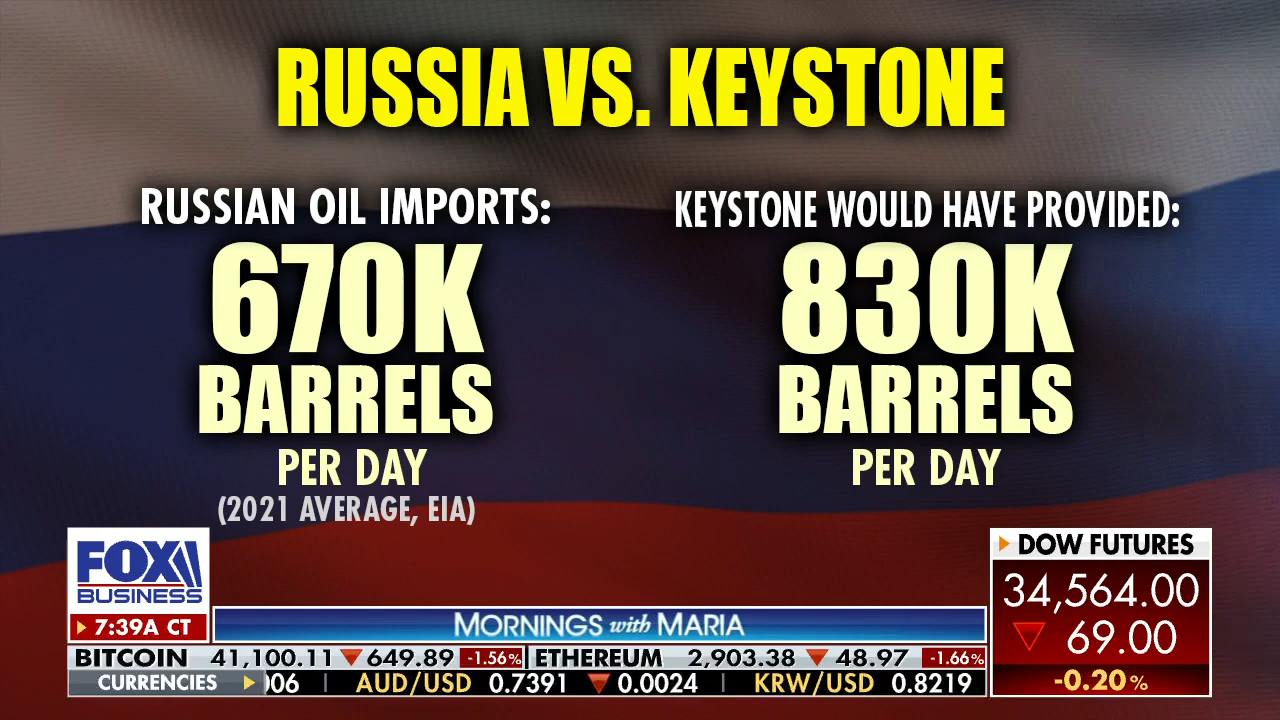 RUSSIA VS. KEYSTONE
RUSSIAN OIL IMPORTS:
670K
BARRELS
PER DAY
(2021 AVERAGE, EIA)
KEYSTONE WOULD HAVE PROVIDED:
830K
BARRELS
PER DAY
FOX
BUSINESS
7:39A CT
MORNINGS with MARIA
BITCOIN 41,100.11 ▼ 649.89 -1.56% ETHEREUM 2,903.38 ▼ 48.97 -1.66%
CURRENCIES 006 | AUD/USD 0.7391 ▼ 0.0024 | KRW/USD 0.8219
DOW FUTURES
34,564.00
▼ 69.00
-0.20%